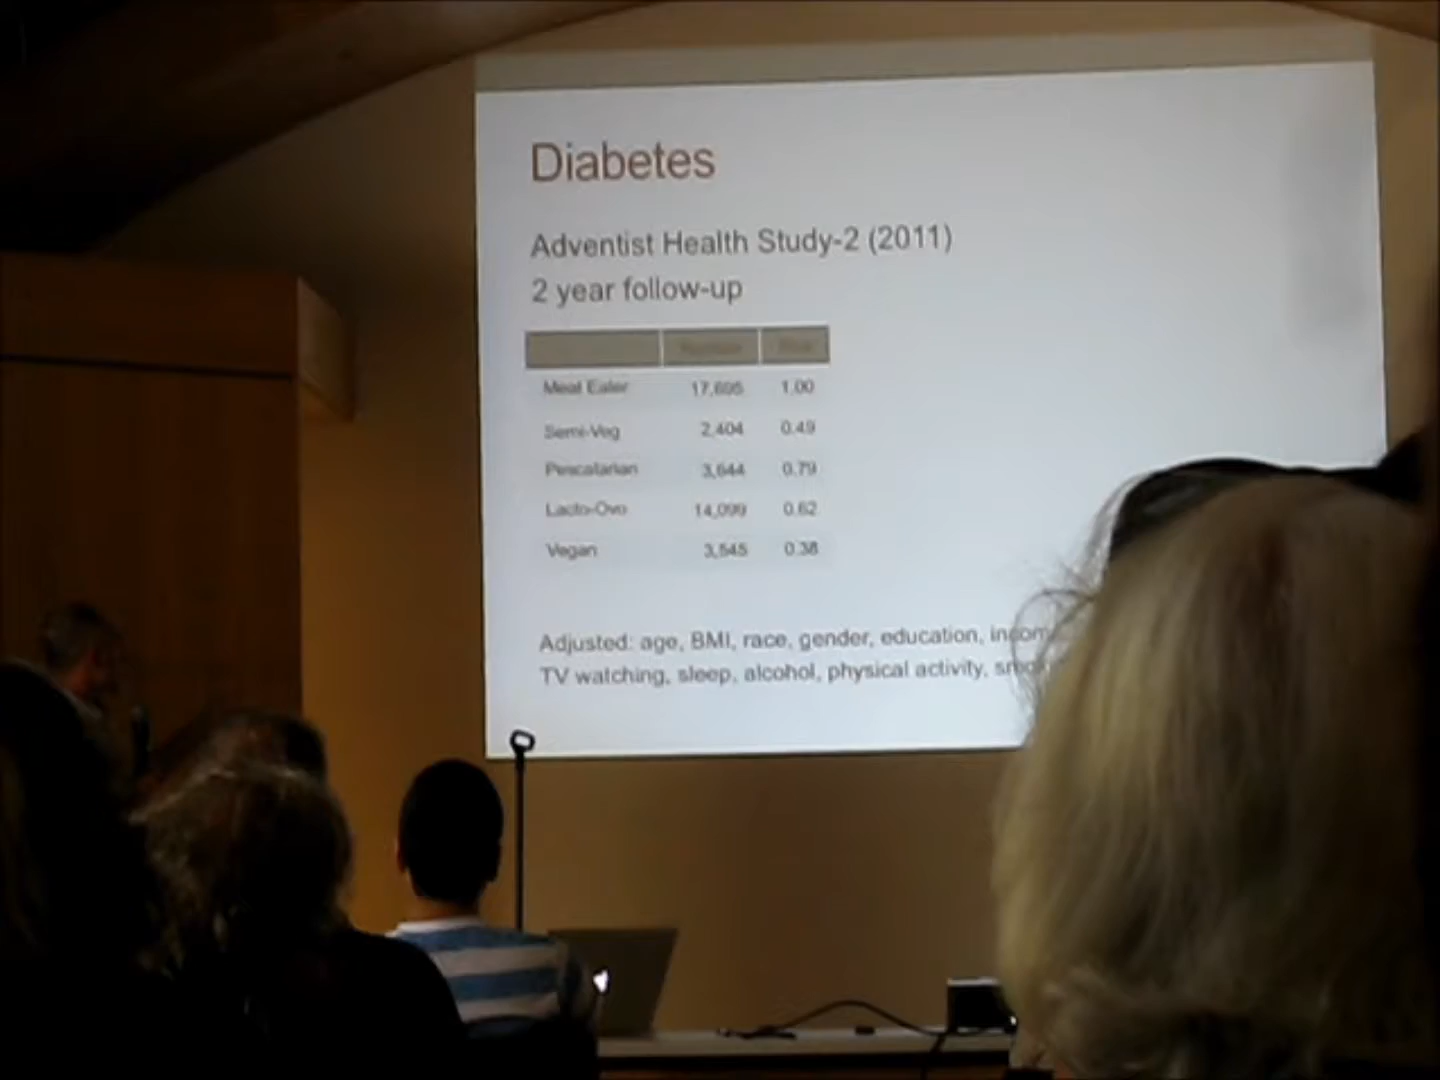 Diabetes
Adventist Health Study-2 (2011)
2 year follow-up
Meat Eater 17,695 1.00
Semi-Veg 2,404 0.49
Pescatarian 3,644 0.79
Lacto-Ovo 14,099 0.62
Vegan 3,545 0.38
Adjusted: age, BMI, race, gender, education,
TV watching, sleep, alcohol, physical activity,